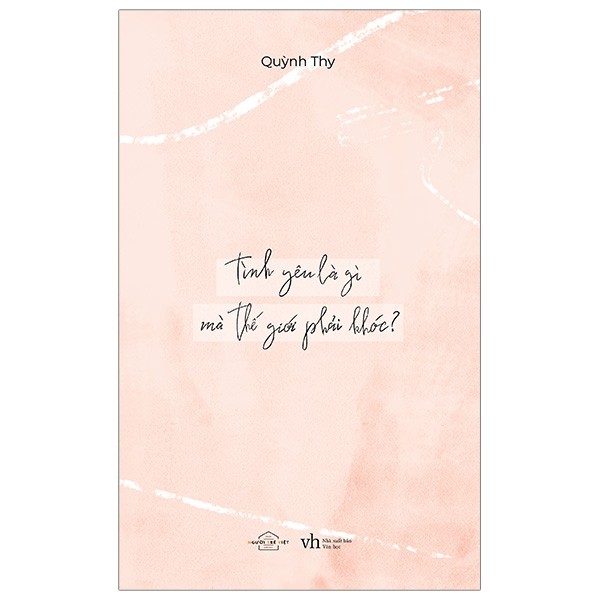 Quỳnh Thy
Tình yêu là gì
mà thế giới phải khóc?
NGƯỜI TRẺ VIỆT
vh Nhà xuất bản
Văn học